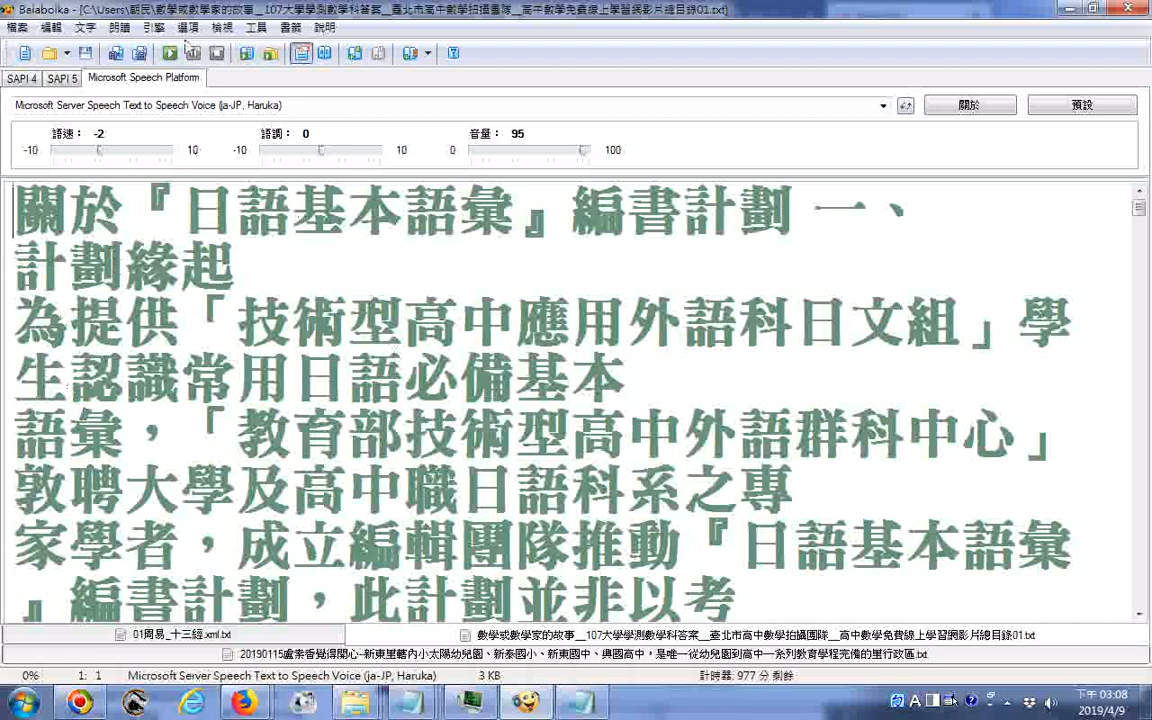 Balabolka - [C:\Users\朝民\數學或數學家的故事__107大學學測數學科答案__臺北市高中數學拍攝團隊__高中數學免費線上學習網影片總目錄01.txt]
檔案 編輯 文字 朗讀 引擎 選項 檢視 工具 書籤 說明
SAPI 4 SAPI 5 Microsoft Speech Platform
Microsoft Server Speech Text to Speech Voice (ja-JP, Haruka) 關於 預設
語速: -2 語調: 0 音量: 95
-10 10 -10 10 0 100
關於『日語基本語彙』編書計劃 一、
計劃緣起
為提供「技術型高中應用外語科日文組」學
生認識常用日語必備基本
語彙，「教育部技術型高中外語群科中心」
敦聘大學及高中職日語科系之專
家學者，成立編輯團隊推動『日語基本語彙
』編書計劃，此計劃並非以考
01周易_十三經.xml.txt 數學或數學家的故事__107大學學測數學科答案__臺北市高中數學拍攝團隊__高中數學免費線上學習網影片總目錄01.txt
20190115盧素香覺得開心~新東里轄內小太陽幼兒園、新泰國小、新東國中、興國高中，是唯一從幼兒園到高中一系列教育學程完備的里行政區.txt
0% 1: 1 Microsoft Server Speech Text to Speech Voice (ja-JP, Haruka) 3 KB 計時器: 977 分 剩餘
下午 03:08
2019/4/9